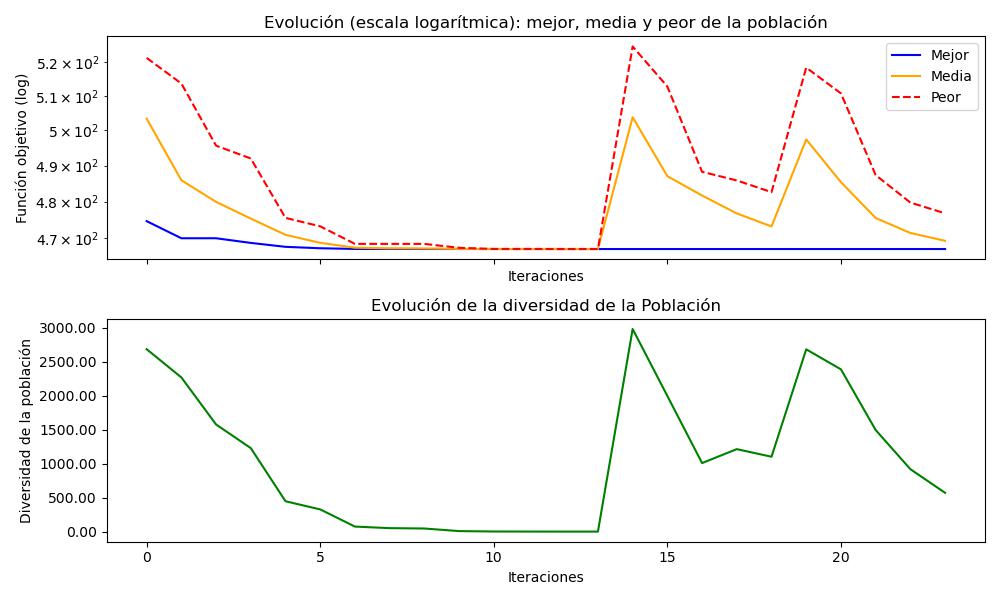 Evolución (escala logarítmica): mejor, media y peor de la población
Función objetivo (log)
5.2 × 10²
5.1 × 10²
5 × 10²
4.9 × 10²
4.8 × 10²
4.7 × 10²
Mejor
Media
Peor
Iteraciones
Evolución de la diversidad de la Población
Diversidad de la población
3000.00
2500.00
2000.00
1500.00
1000.00
500.00
0.00
0 5 10 15 20
Iteraciones